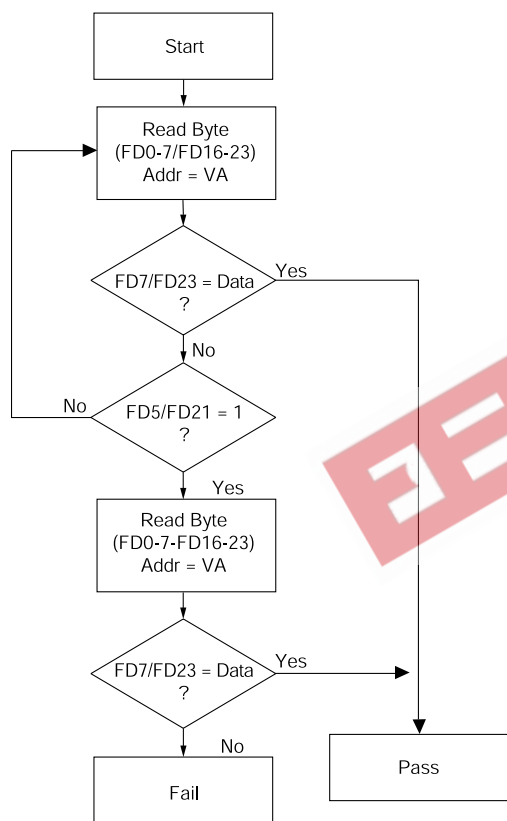 Start
Read Byte
(FD0-7/FD16-23)
Addr = VA
FD7/FD23 = Data
?
Yes
No
FD5/FD21 = 1
?
No
Yes
Read Byte
(FD0-7-FD16-23)
Addr = VA
FD7/FD23 = Data
?
Yes
No
Fail
Pass